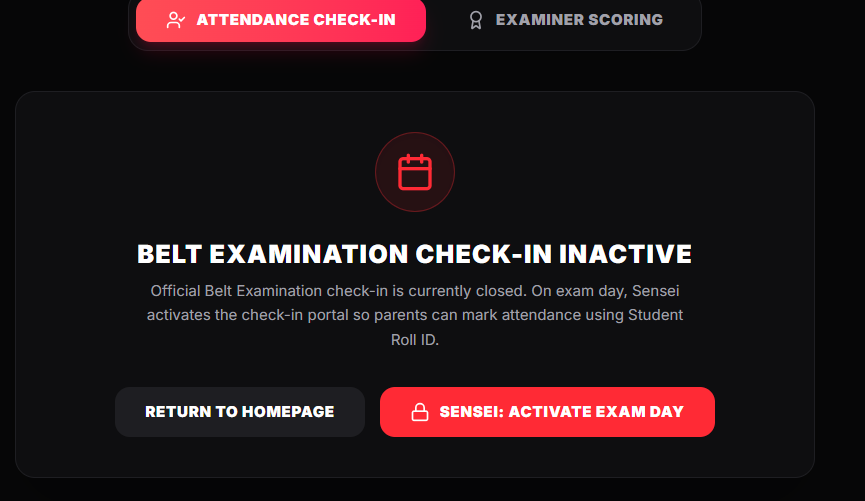 ATTENDANCE CHECK-IN
EXAMINER SCORING
BELT EXAMINATION CHECK-IN INACTIVE
Official Belt Examination check-in is currently closed. On exam day, Sensei
activates the check-in portal so parents can mark attendance using Student
Roll ID.
RETURN TO HOMEPAGE
SENSEI: ACTIVATE EXAM DAY